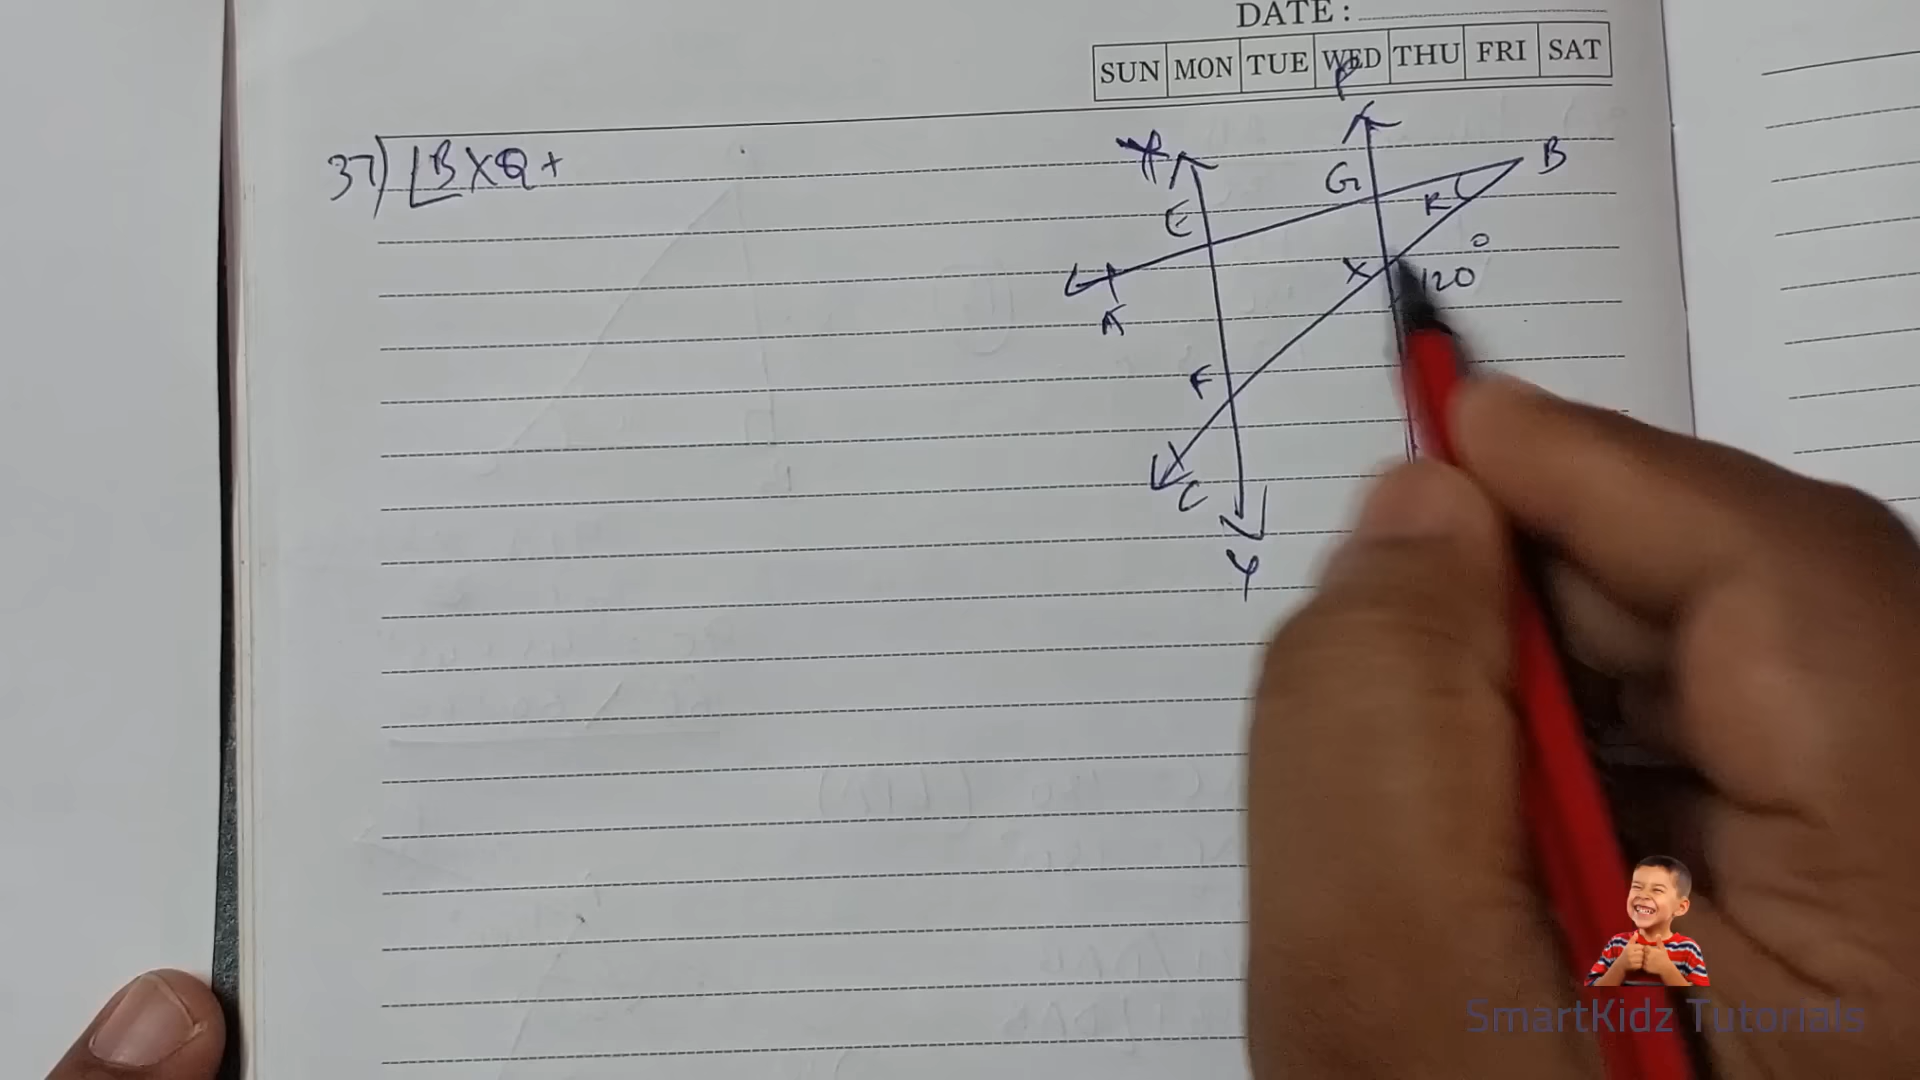 DATE :
SUN MON TUE WED THU FRI SAT
P
B
G
E
K
X
120°
A
F
C
Y
37) ∠BXQ +
SmartKidz Tutorials